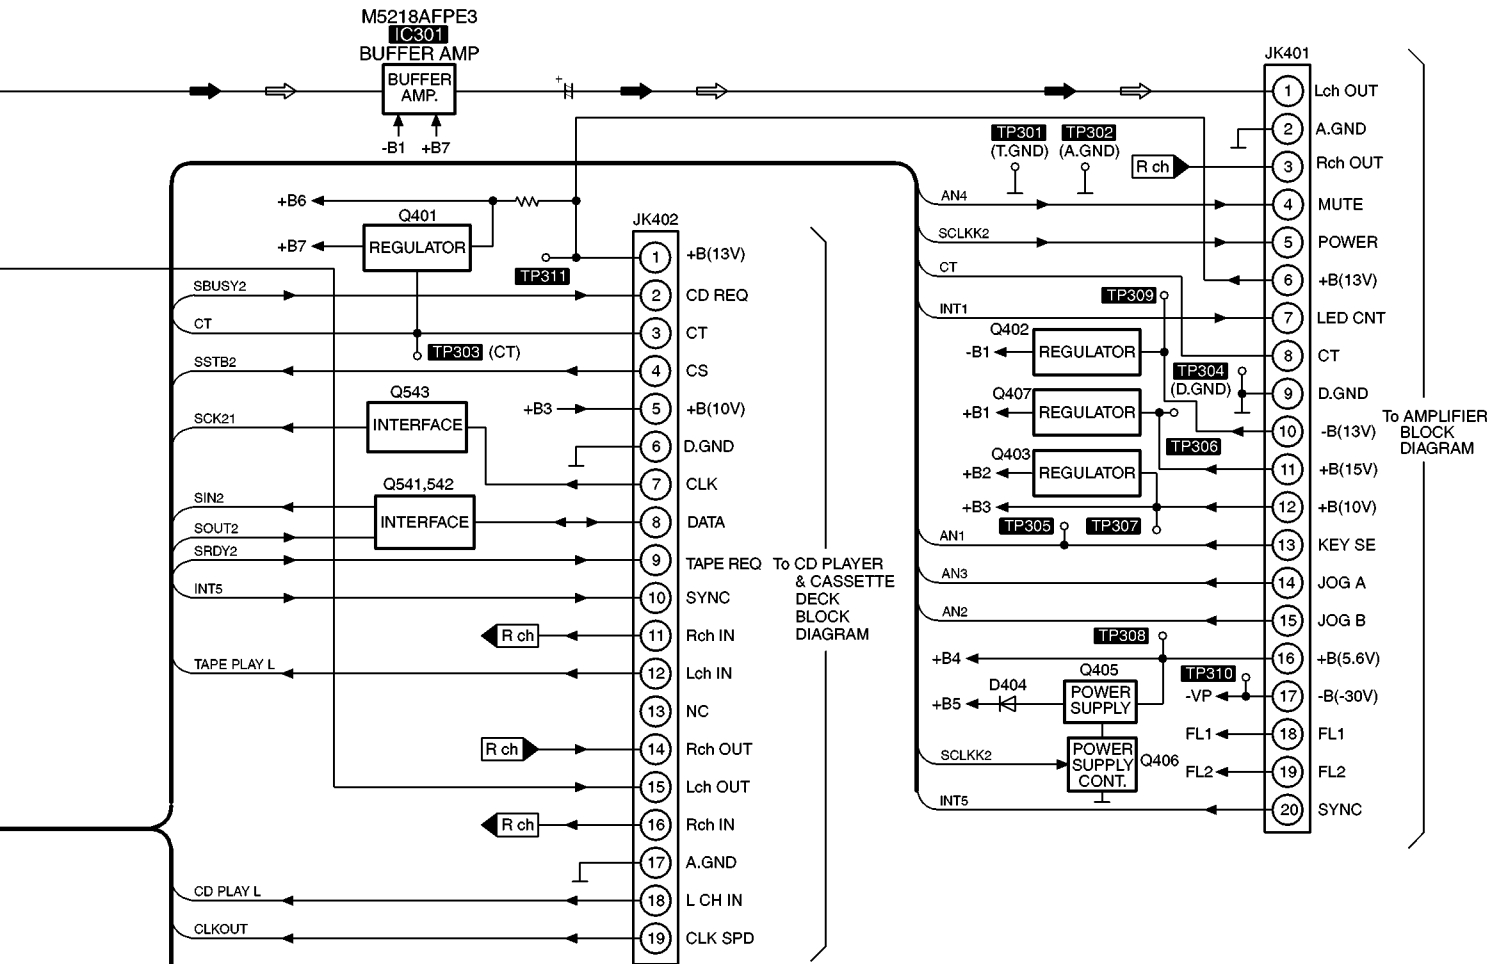 M5218AFPE3
IC301
BUFFER AMP
BUFFER
AMP.
+
-B1 +B7
JK401
1 Lch OUT
2 A.GND
3 Rch OUT
4 MUTE
5 POWER
6 +B(13V)
7 LED CNT
8 CT
9 D.GND
10 -B(13V)
11 +B(15V)
12 +B(10V)
13 KEY SE
14 JOG A
15 JOG B
16 +B(5.6V)
17 -B(-30V)
18 FL1
19 FL2
20 SYNC
To AMPLIFIER
BLOCK
DIAGRAM
TP301
(T.GND)
TP302
(A.GND)
R ch
AN4
SCLKK2
CT
INT1
TP309
Q402
-B1
REGULATOR
TP304
(D.GND)
Q407
+B1
REGULATOR
TP306
Q403
+B2
REGULATOR
+B3
TP305
TP307
AN1
AN3
AN2
TP308
+B4
Q405
TP310
D404
+B5
POWER
SUPPLY
-VP
FL1
SCLKK2
POWER
SUPPLY
CONT.
Q406
FL2
INT5
+B6
Q401
+B7
REGULATOR
TP311
JK402
1 +B(13V)
2 CD REQ
3 CT
4 CS
5 +B(10V)
6 D.GND
7 CLK
8 DATA
9 TAPE REQ
10 SYNC
11 Rch IN
12 Lch IN
13 NC
14 Rch OUT
15 Lch OUT
16 Rch IN
17 A.GND
18 L CH IN
19 CLK SPD
To CD PLAYER
& CASSETTE
DECK
BLOCK
DIAGRAM
SBUSY2
CT
TP303 (CT)
SSTB2
Q543
+B3
SCK21
INTERFACE
Q541,542
SIN2
INTERFACE
SOUT2
SRDY2
INT5
R ch
TAPE PLAY L
R ch
R ch
CD PLAY L
CLKOUT